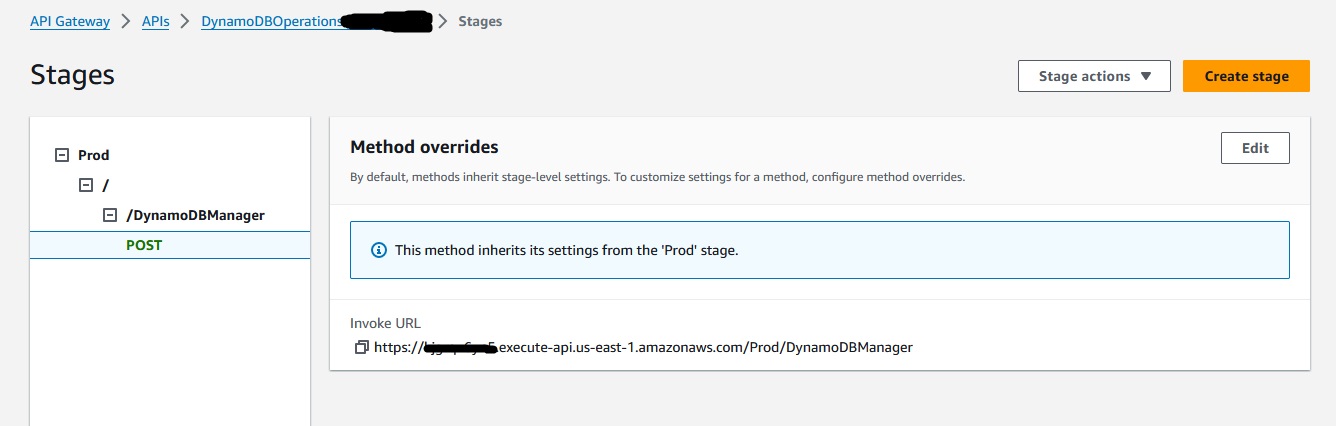 API Gateway > APIs > DynamoDBOperations > Stages
Stages
Stage actions ▼
Create stage
Prod
/
/DynamoDBManager
POST
Method overrides
Edit
By default, methods inherit stage-level settings. To customize settings for a method, configure method overrides.
This method inherits its settings from the 'Prod' stage.
Invoke URL
https:// .execute-api.us-east-1.amazonaws.com/Prod/DynamoDBManager